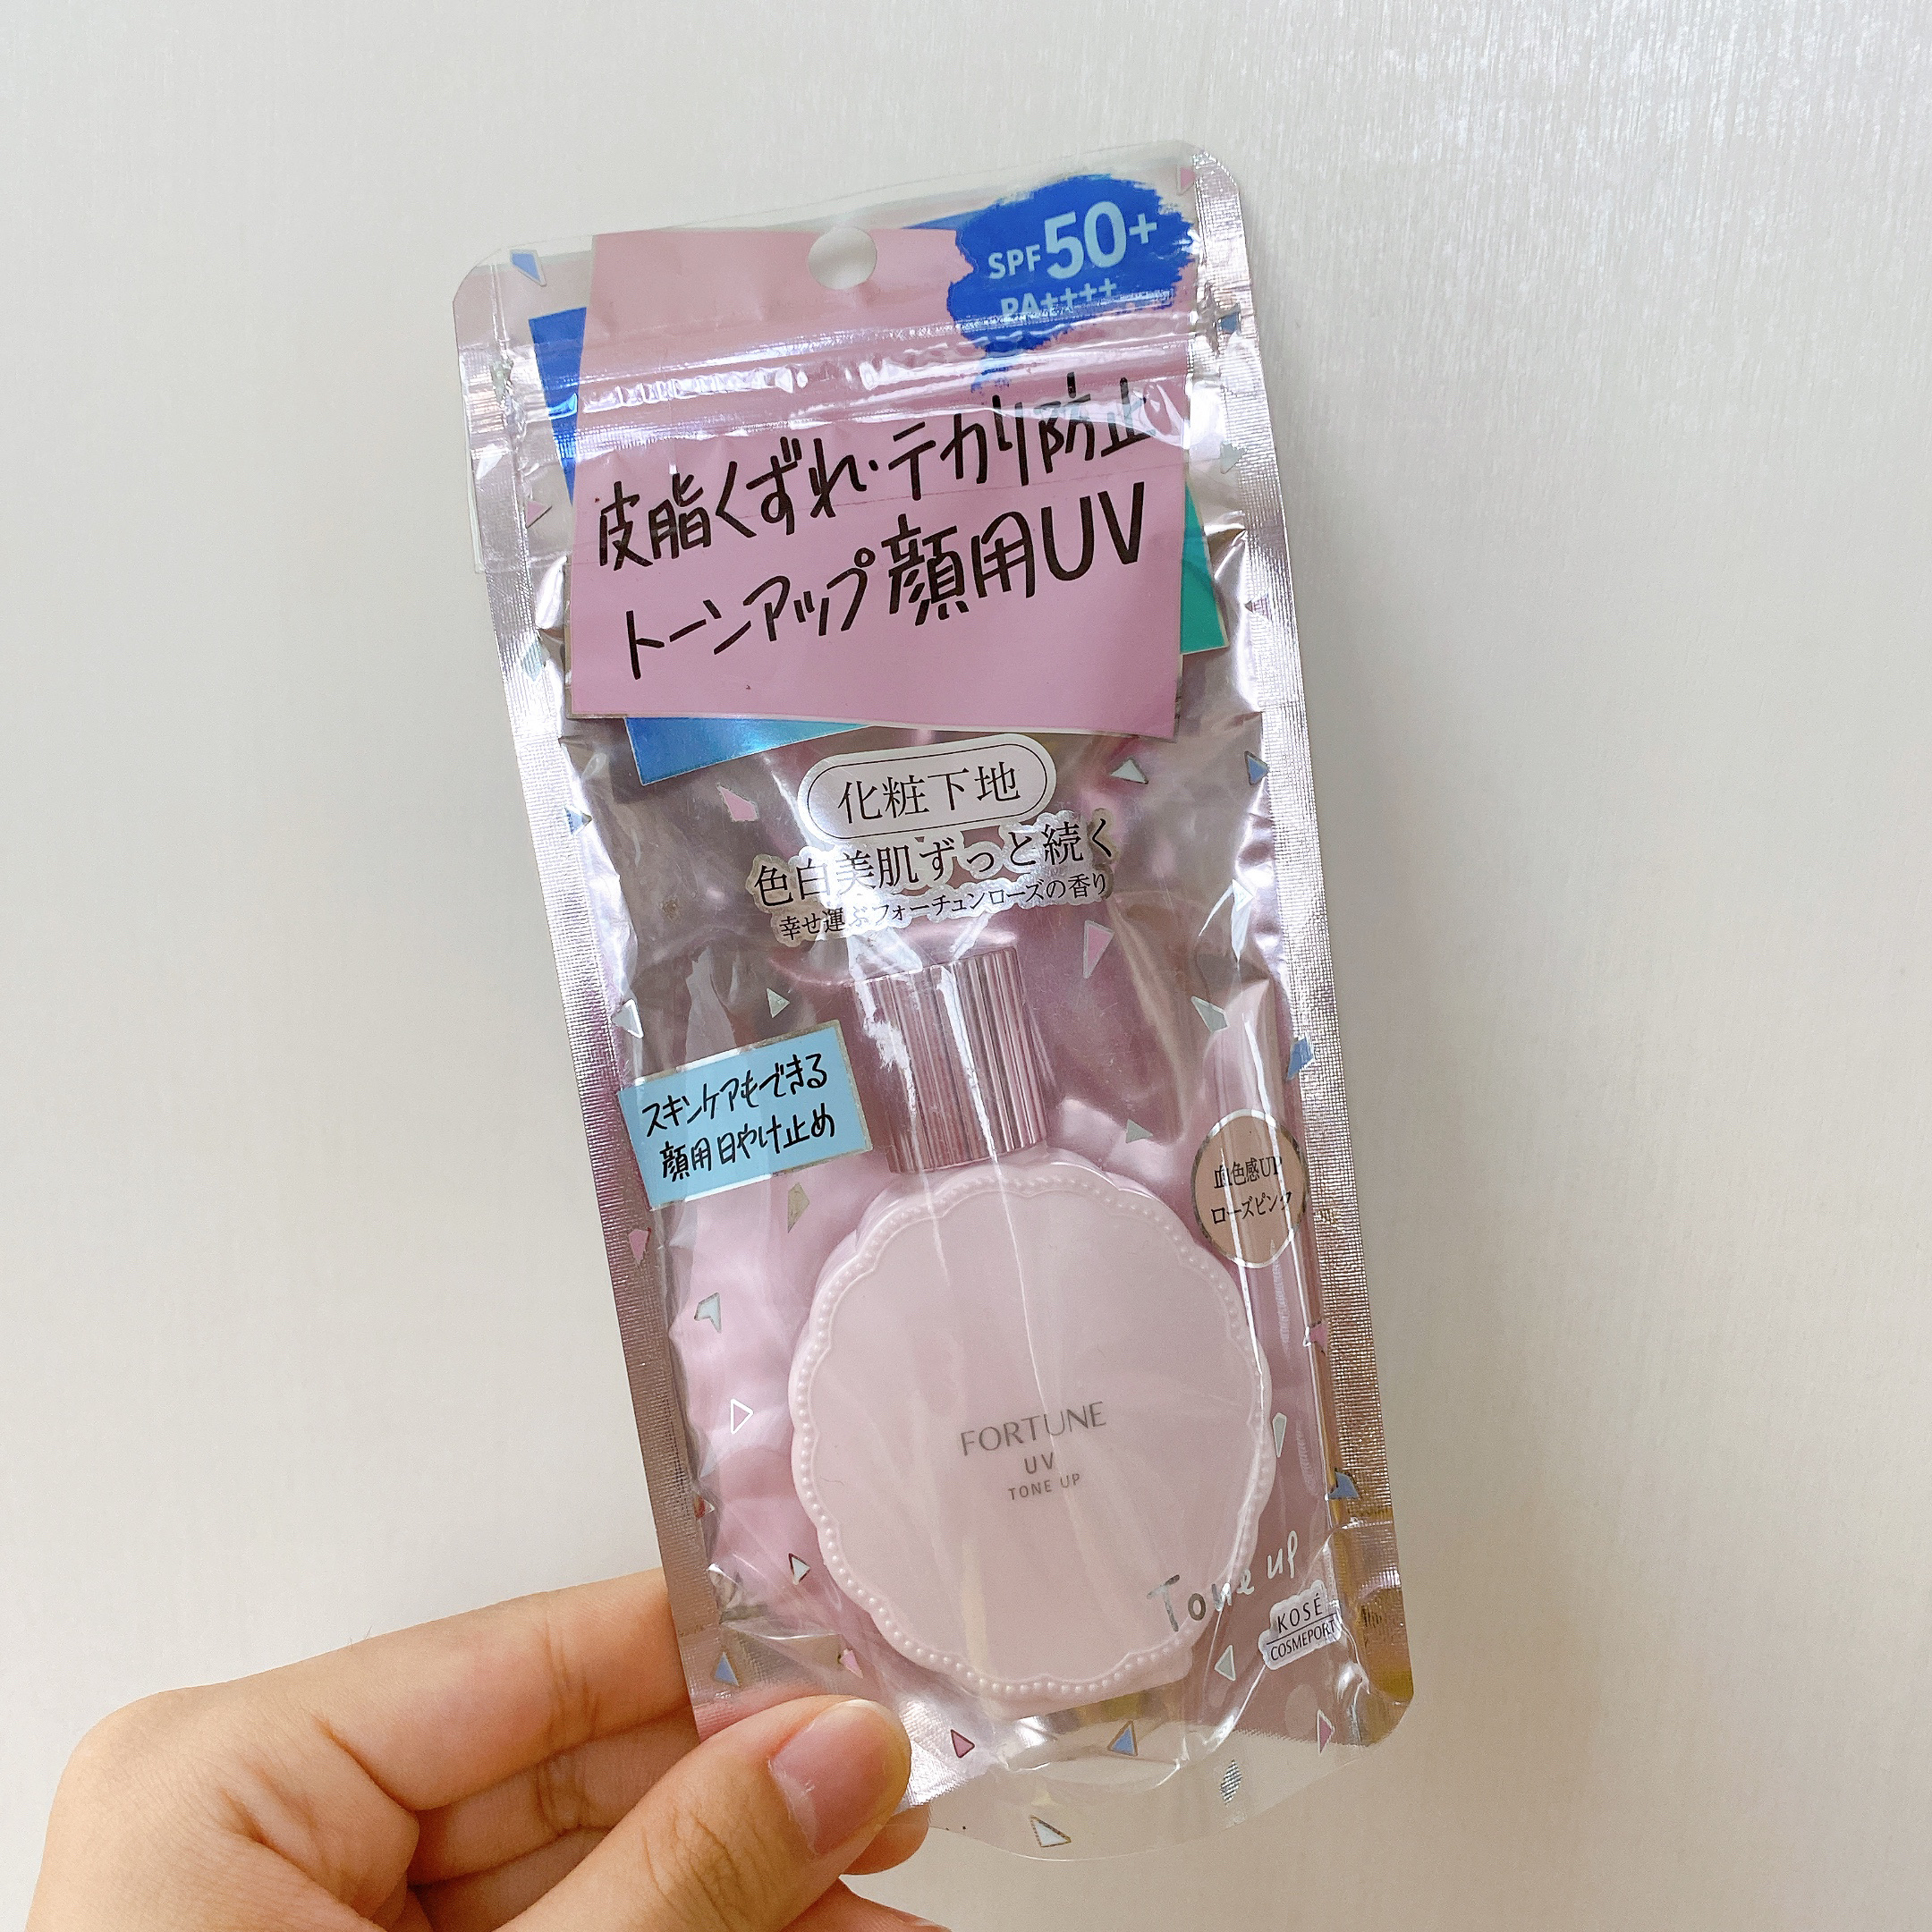 SPF50+
PA++++
皮脂くずれ・テカリ防止
トーンアップ顔用UV
化粧下地
色白美肌ずっと続く
幸せ運ぶフォーチュンローズの香り
スキンケアもできる
顔用日やけ止め
血色感UP
ローズピンク
FORTUNE
UV
TONE UP
Tone up
KOSÉ
COSMEPORT